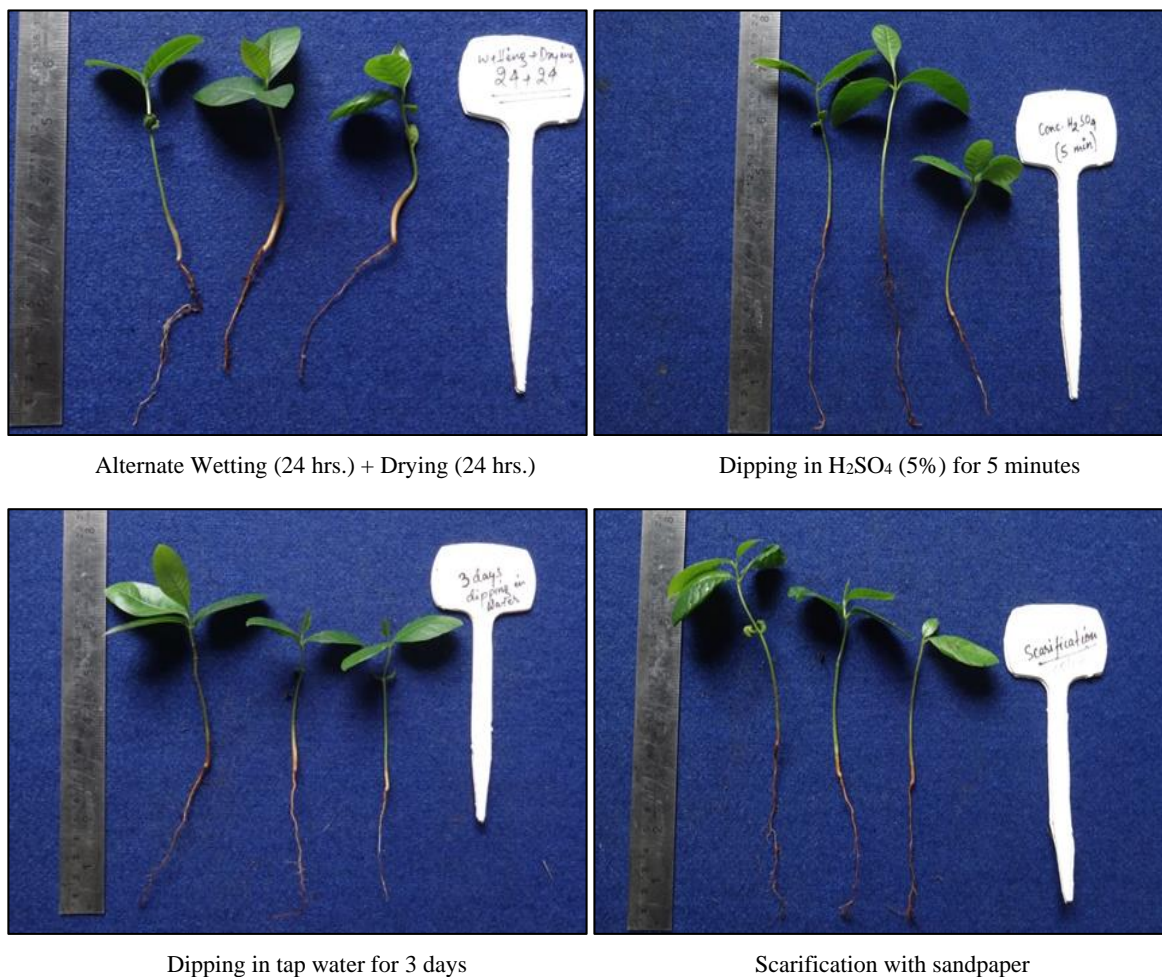 Wetting + Drying
24 + 24
Conc. H₂SO₄
(5 min)
Alternate Wetting (24 hrs.) + Drying (24 hrs.)
Dipping in H₂SO₄ (5%) for 5 minutes
3 days
dipping in
water
Scarification
Dipping in tap water for 3 days
Scarification with sandpaper